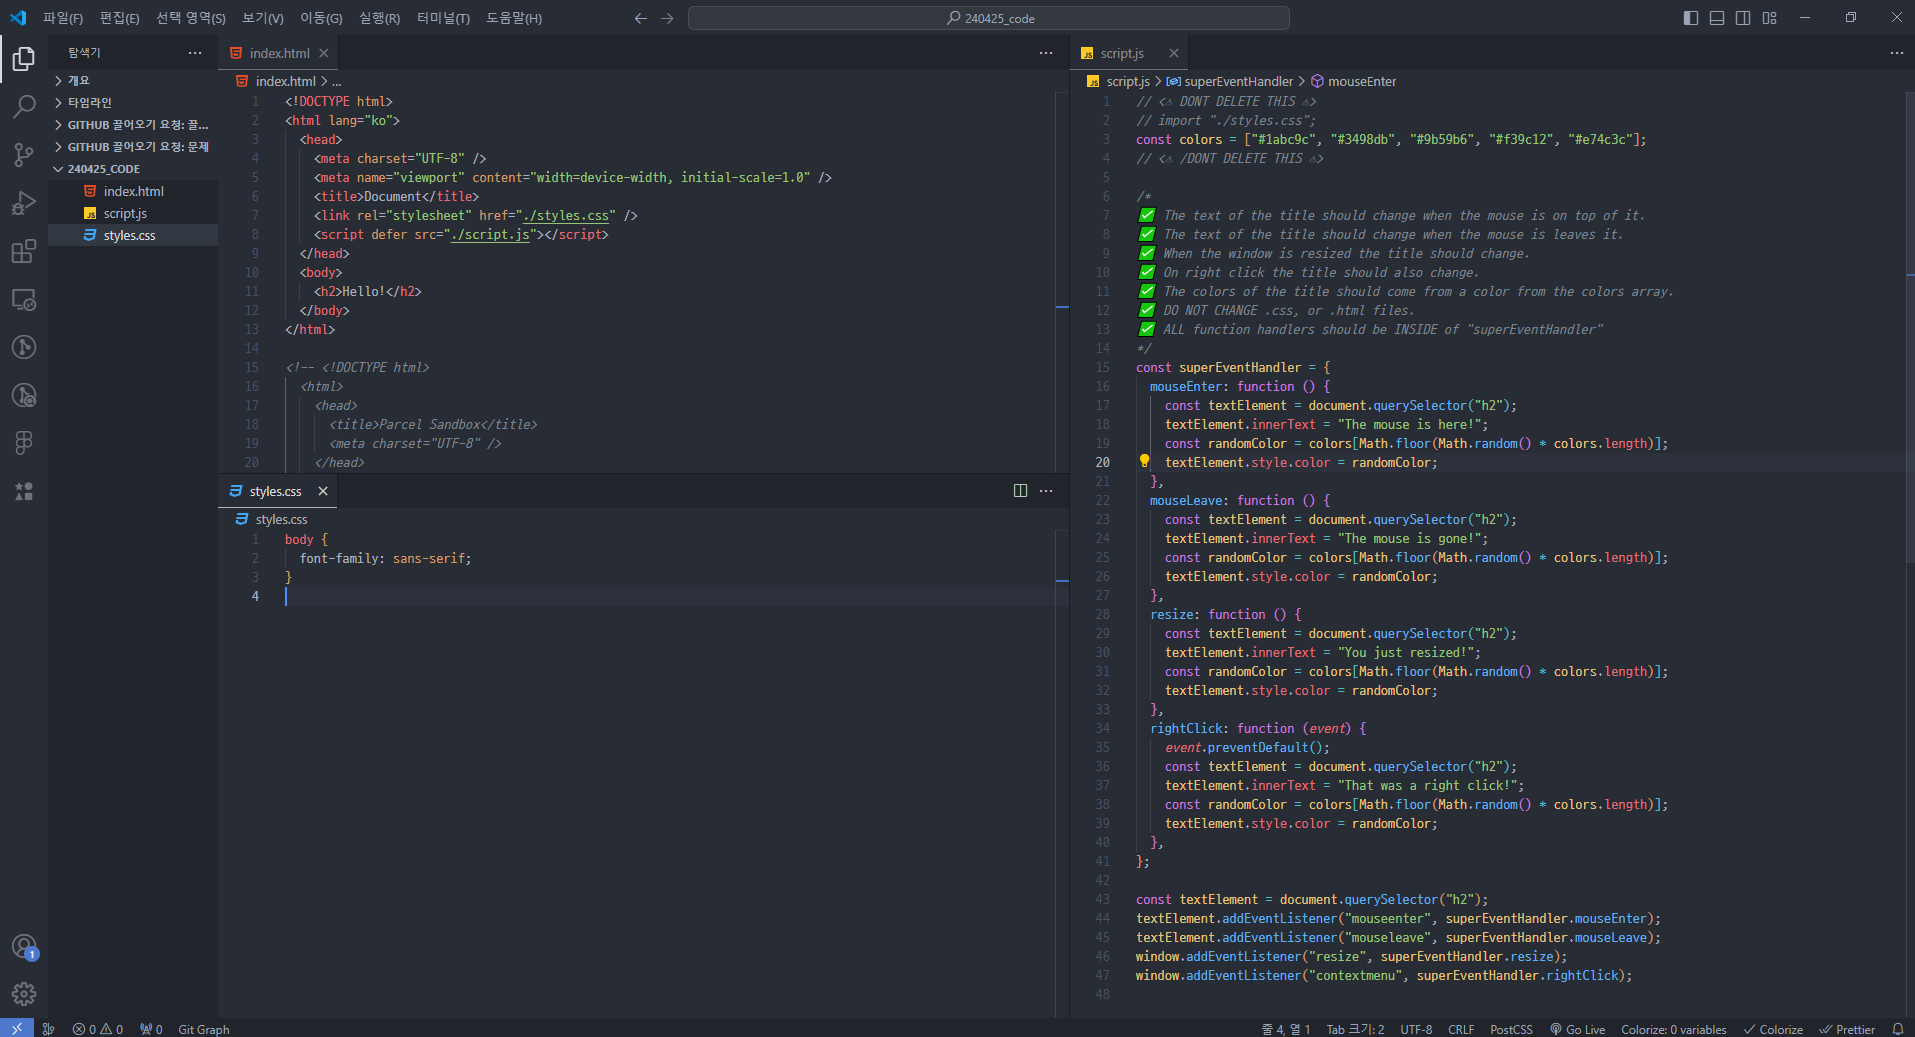 파일(F) 편집(E) 선택 영역(S) 보기(V) 이동(G) 실행(R) 터미널(T) 도움말(H)
240425_code
탐색기
개요
타임라인
GITHUB 끌어오기 요청: 끌...
GITHUB 끌어오기 요청: 문제
240425_CODE
index.html
script.js
styles.css
index.html
index.html > ...
1 <!DOCTYPE html>
2 <html lang="ko">
3 <head>
4 <meta charset="UTF-8" />
5 <meta name="viewport" content="width=device-width, initial-scale=1.0" />
6 <title>Document</title>
7 <link rel="stylesheet" href="./styles.css" />
8 <script defer src="./script.js"></script>
9 </head>
10 <body>
11 <h2>Hello!</h2>
12 </body>
13 </html>
14
15 <!-- <!DOCTYPE html>
16 <html>
17 <head>
18 <title>Parcel Sandbox</title>
19 <meta charset="UTF-8" />
20 </head>
styles.css
styles.css
1 body {
2 font-family: sans-serif;
3 }
4
script.js
script.js > superEventHandler > mouseEnter
1 // <⚠ DONT DELETE THIS ⚠>
2 // import "./styles.css";
3 const colors = ["#1abc9c", "#3498db", "#9b59b6", "#f39c12", "#e74c3c"];
4 // <⚠ /DONT DELETE THIS ⚠>
5
6 /*
7 ✅ The text of the title should change when the mouse is on top of it.
8 ✅ The text of the title should change when the mouse is leaves it.
9 ✅ When the window is resized the title should change.
10 ✅ On right click the title should also change.
11 ✅ The colors of the title should come from a color from the colors array.
12 ✅ DO NOT CHANGE .css, or .html files.
13 ✅ ALL function handlers should be INSIDE of "superEventHandler"
14 */
15 const superEventHandler = {
16 mouseEnter: function () {
17 const textElement = document.querySelector("h2");
18 textElement.innerText = "The mouse is here!";
19 const randomColor = colors[Math.floor(Math.random() * colors.length)];
20 textElement.style.color = randomColor;
21 },
22 mouseLeave: function () {
23 const textElement = document.querySelector("h2");
24 textElement.innerText = "The mouse is gone!";
25 const randomColor = colors[Math.floor(Math.random() * colors.length)];
26 textElement.style.color = randomColor;
27 },
28 resize: function () {
29 const textElement = document.querySelector("h2");
30 textElement.innerText = "You just resized!";
31 const randomColor = colors[Math.floor(Math.random() * colors.length)];
32 textElement.style.color = randomColor;
33 },
34 rightClick: function (event) {
35 event.preventDefault();
36 const textElement = document.querySelector("h2");
37 textElement.innerText = "That was a right click!";
38 const randomColor = colors[Math.floor(Math.random() * colors.length)];
39 textElement.style.color = randomColor;
40 },
41 };
42
43 const textElement = document.querySelector("h2");
44 textElement.addEventListener("mouseenter", superEventHandler.mouseEnter);
45 textElement.addEventListener("mouseleave", superEventHandler.mouseLeave);
46 window.addEventListener("resize", superEventHandler.resize);
47 window.addEventListener("contextmenu", superEventHandler.rightClick);
48
1
0 0 0 Git Graph 줄 4, 열 1 Tab 크기: 2 UTF-8 CRLF PostCSS Go Live Colorize: 0 variables Colorize Prettier